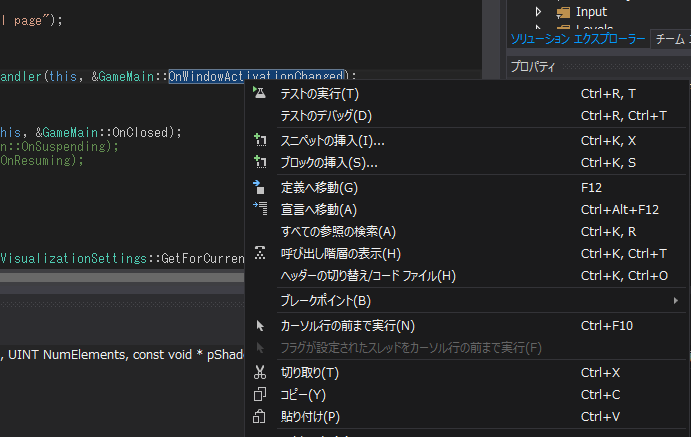 l page");
Input
ソリューション エクスプローラー
チーム エ
プロパティ
andler(this, &GameMain::OnWindowActivationChanged);
テストの実行(T) Ctrl+R, T
テストのデバッグ(D) Ctrl+R, Ctrl+T
his, &GameMain::OnClosed);
スニペットの挿入(I)... Ctrl+K, X
n::OnSuspending);
ブロックの挿入(S)... Ctrl+K, S
OnResuming);
定義へ移動(G) F12
宣言へ移動(A) Ctrl+Alt+F12
すべての参照の検索(A) Ctrl+K, R
VisualizationSettings::GetForCurren
呼び出し階層の表示(H) Ctrl+K, Ctrl+T
ヘッダーの切り替え/コード ファイル(H) Ctrl+K, Ctrl+O
ブレークポイント(B)
カーソル行の前まで実行(N) Ctrl+F10
フラグが設定されたスレッドをカーソル行の前まで実行(F)
, UINT NumElements, const void * pShade
切り取り(T) Ctrl+X
コピー(Y) Ctrl+C
貼り付け(P) Ctrl+V